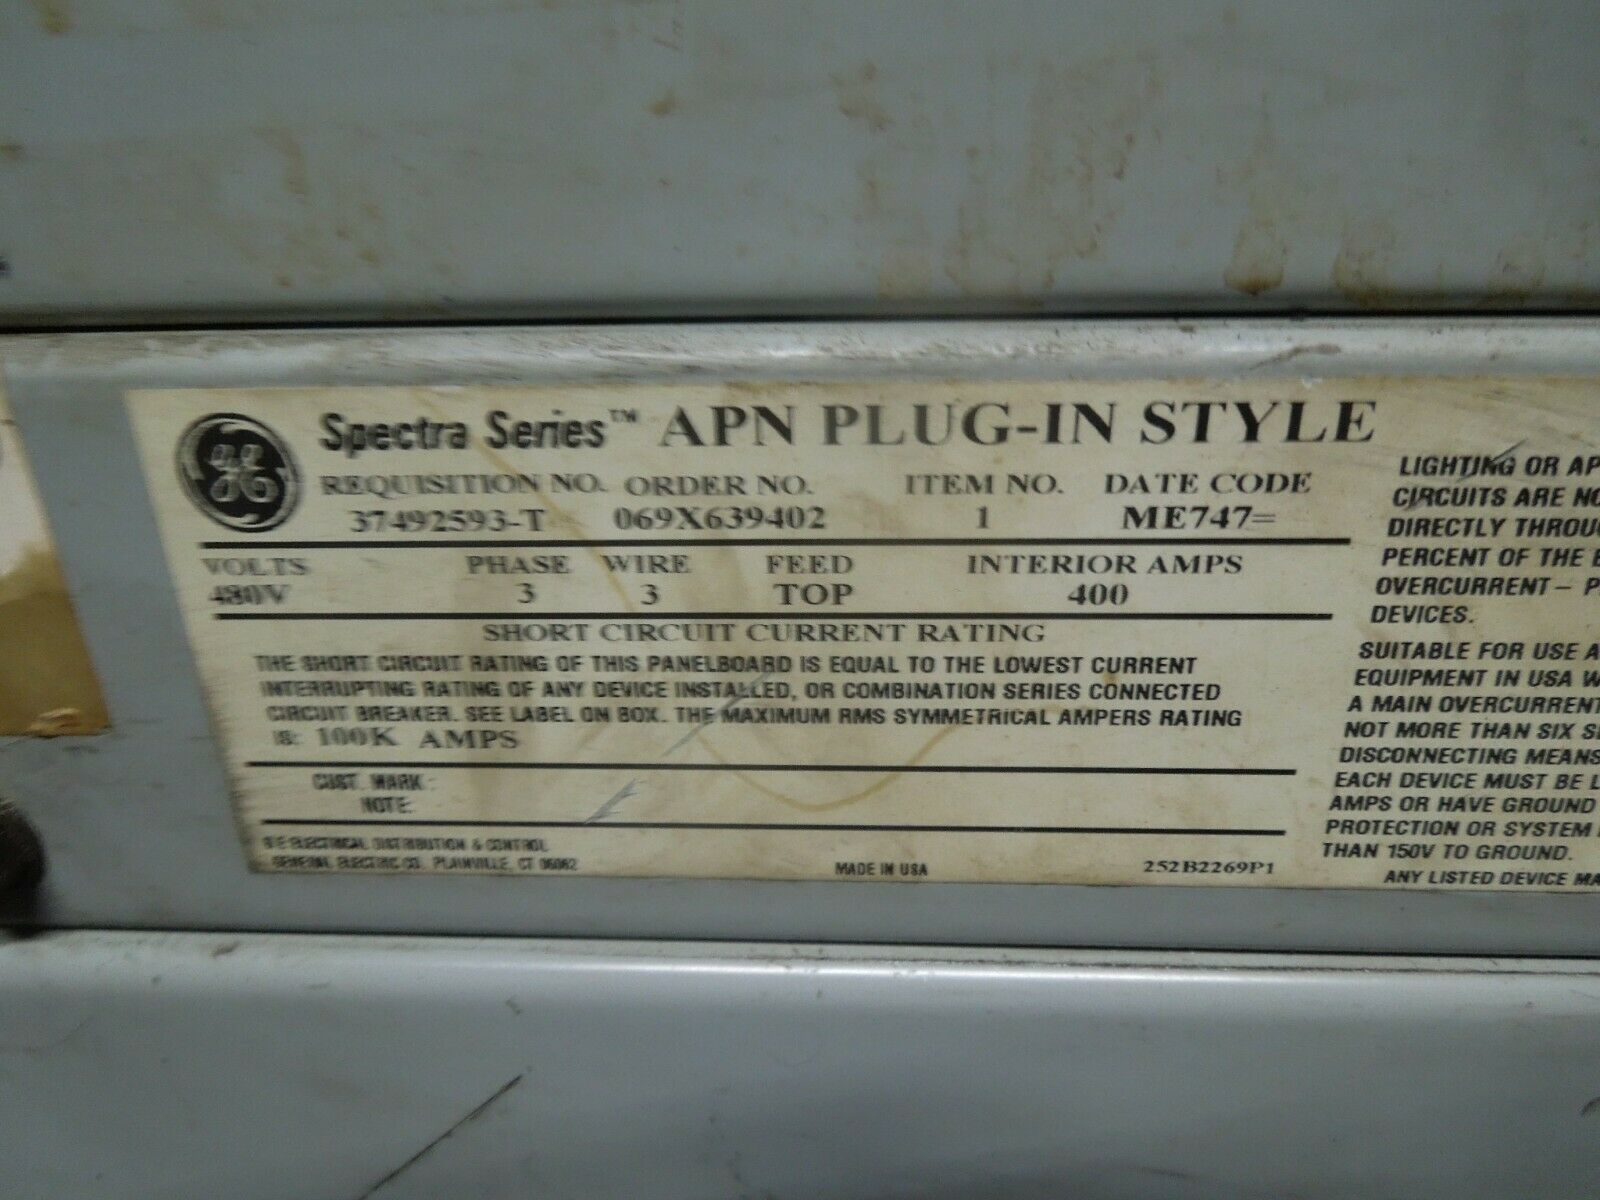 GE
Spectra Series™ APN PLUG-IN STYLE
REQUISITION NO. ORDER NO. ITEM NO. DATE CODE
37492593-T 069X639402 1 ME747=
VOLTS PHASE WIRE FEED INTERIOR AMPS
480V 3 3 TOP 400
SHORT CIRCUIT CURRENT RATING
THE SHORT CIRCUIT RATING OF THIS PANELBOARD IS EQUAL TO THE LOWEST CURRENT
INTERRUPTING RATING OF ANY DEVICE INSTALLED, OR COMBINATION SERIES CONNECTED
CIRCUIT BREAKER. SEE LABEL ON BOX. THE MAXIMUM RMS SYMMETRICAL AMPERS RATING
IS: 100K AMPS
CUST. MARK:
NOTE:
G E ELECTRICAL DISTRIBUTION & CONTROL
GENERAL ELECTRIC CO. PLAINVILLE, CT 06062
MADE IN USA
252B2269P1
LIGHTING OR AP
CIRCUITS ARE NO
DIRECTLY THROU
PERCENT OF THE
OVERCURRENT – P
DEVICES.
SUITABLE FOR USE A
EQUIPMENT IN USA W
A MAIN OVERCURRENT
NOT MORE THAN SIX S
DISCONNECTING MEANS
EACH DEVICE MUST BE L
AMPS OR HAVE GROUND
PROTECTION OR SYSTEM
THAN 150V TO GROUND.
ANY LISTED DEVICE MA